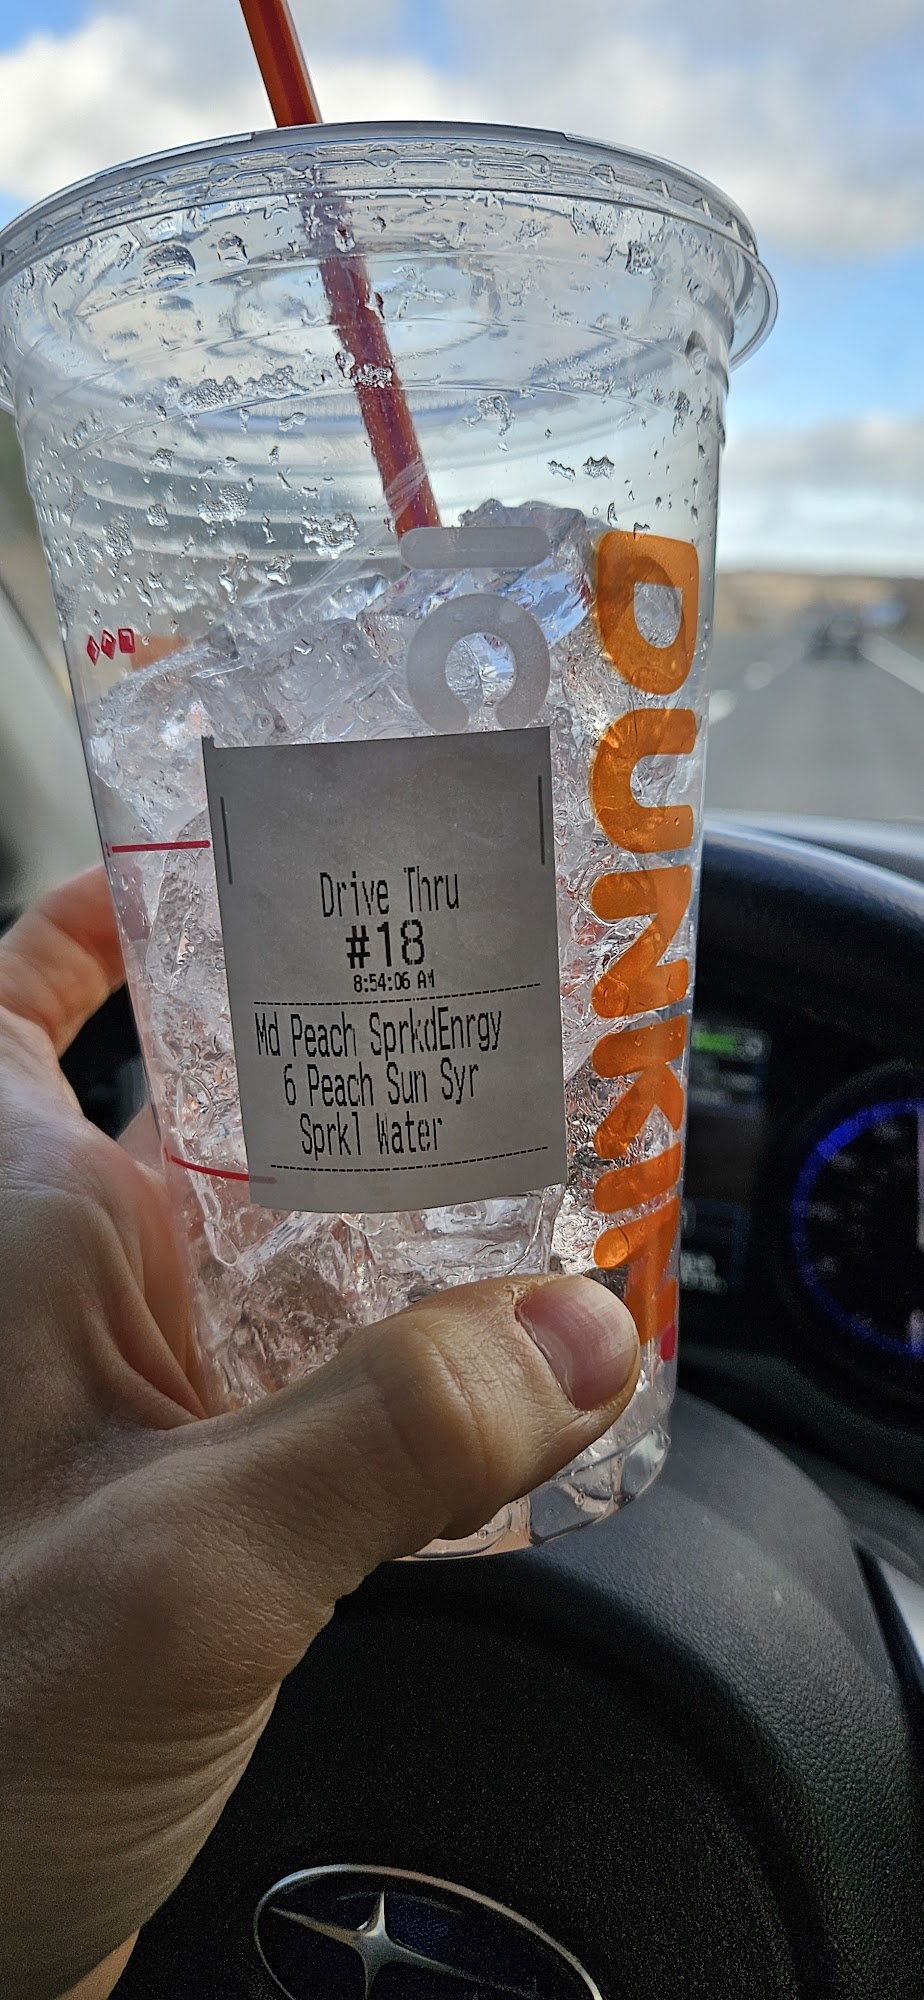 DUNKIN'
Drive Thru
#18
8:54:06 AM
Md Peach SprkdEnrgy
6 Peach Sun Syr
Sprkl Water